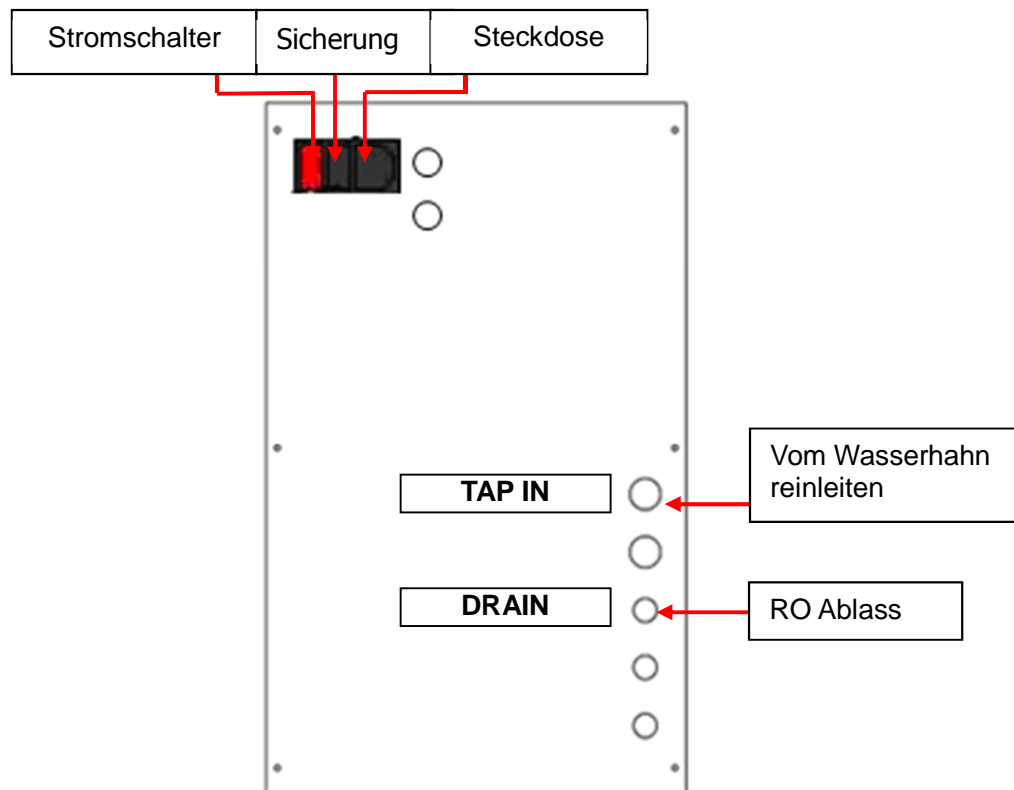 Stromschalter
Sicherung
Steckdose
TAP IN
Vom Wasserhahn
reinleiten
DRAIN
RO Ablass